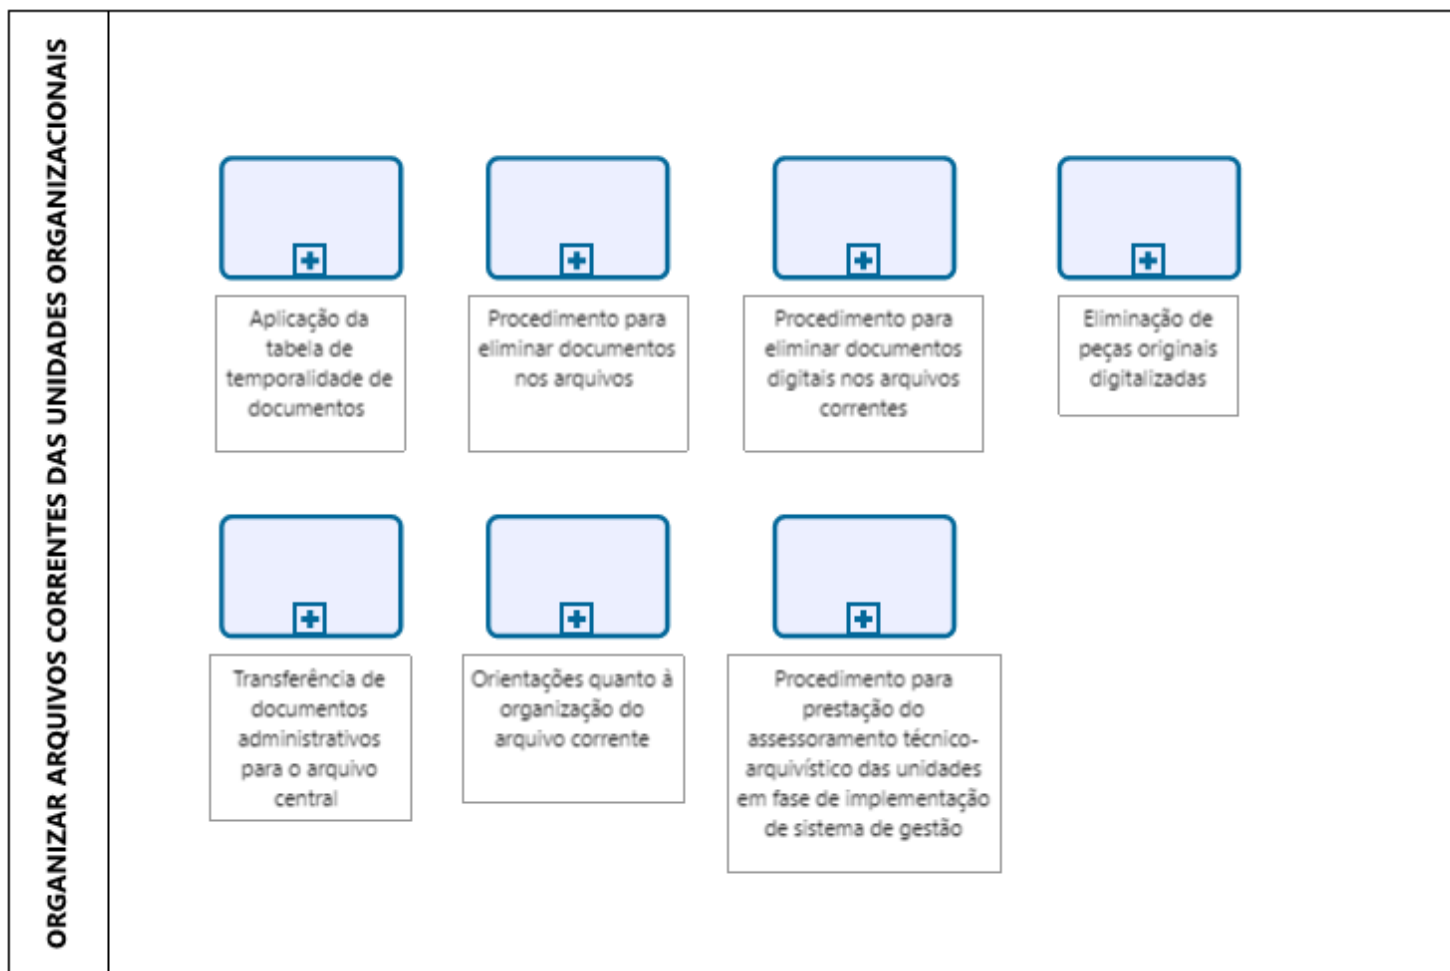 ORGANIZAR ARQUIVOS CORRENTES DAS UNIDADES ORGANIZACIONAIS
Aplicação da
tabela de
temporalidade de
documentos
Procedimento para
eliminar documentos
nos arquivos
Procedimento para
eliminar documentos
digitais nos arquivos
correntes
Eliminação de
peças originais
digitalizadas
Transferência de
documentos
administrativos
para o arquivo
central
Orientações quanto à
organização do
arquivo corrente
Procedimento para
prestação do
assessoramento técnico-
arquivístico das unidades
em fase de implementação
de sistema de gestão